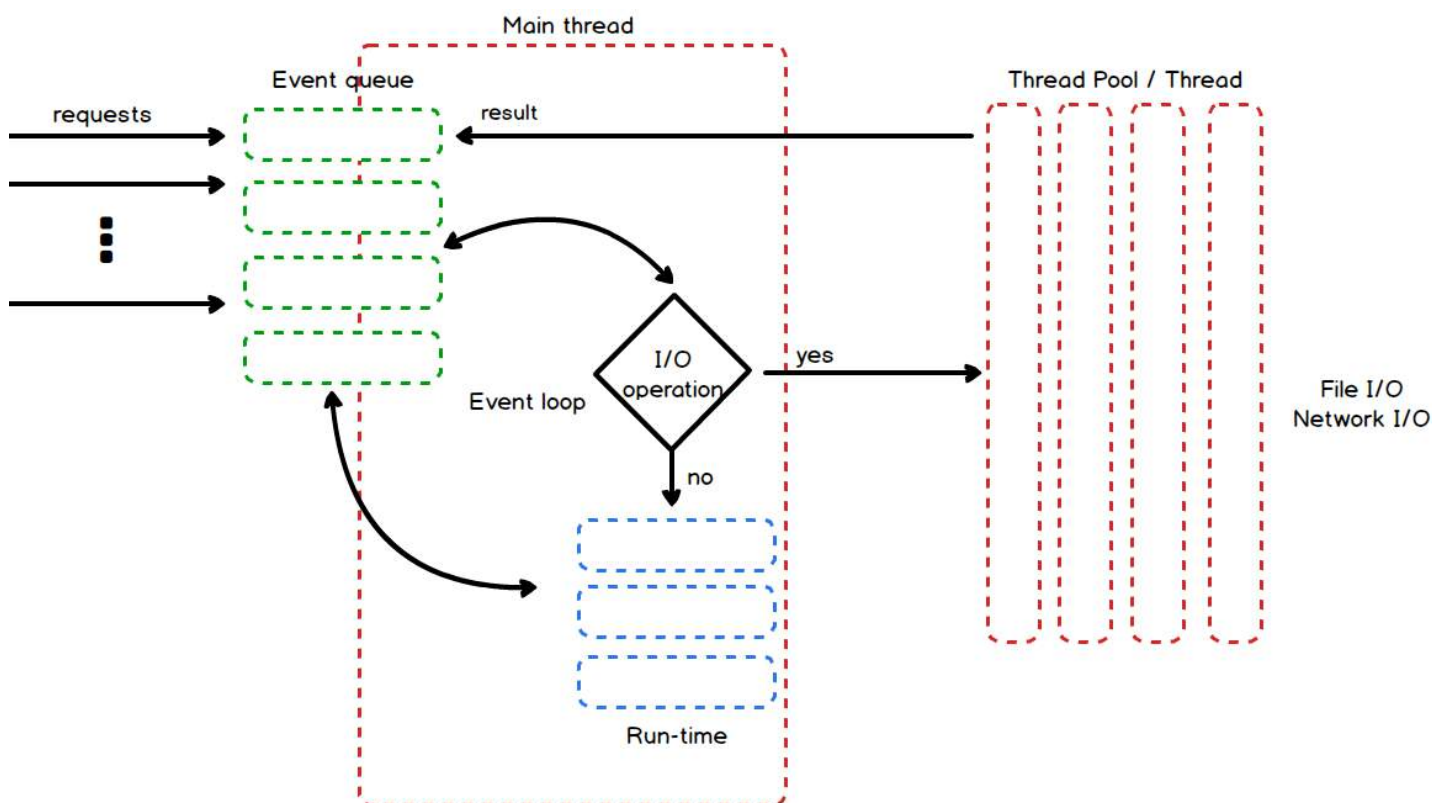 Main thread
Event queue
Thread Pool / Thread
requests
result
I/O
operation
yes
Event loop
File I/O
Network I/O
no
Run-time